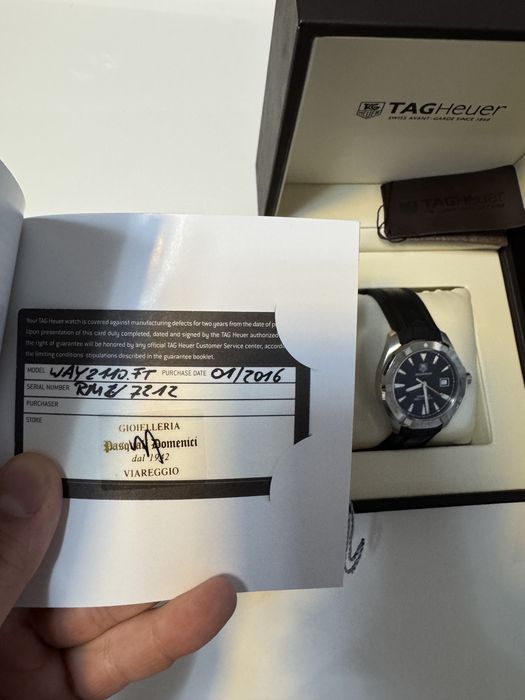 TAG HEUER
TAGHeuer
SWISS AVANT-GARDE SINCE 1860
TAGHeuer
Your TAG Heuer watch is covered against manufacturing defects for two years from the date of
Upon presentation of this card duly completed, dated and signed by the TAG Heuer authorized
the right of guarantee will be honored by any official TAG Heuer Customer Service center,
the limiting conditions stipulations described in the guarantee booklet.
MODEL WAY2110.FT PURCHASE DATE 01/2016
SERIAL NUMBER 7212
PURCHASER
STORE
GIOIELLERIA
Domenici
dal 1942
VIAREGGIO